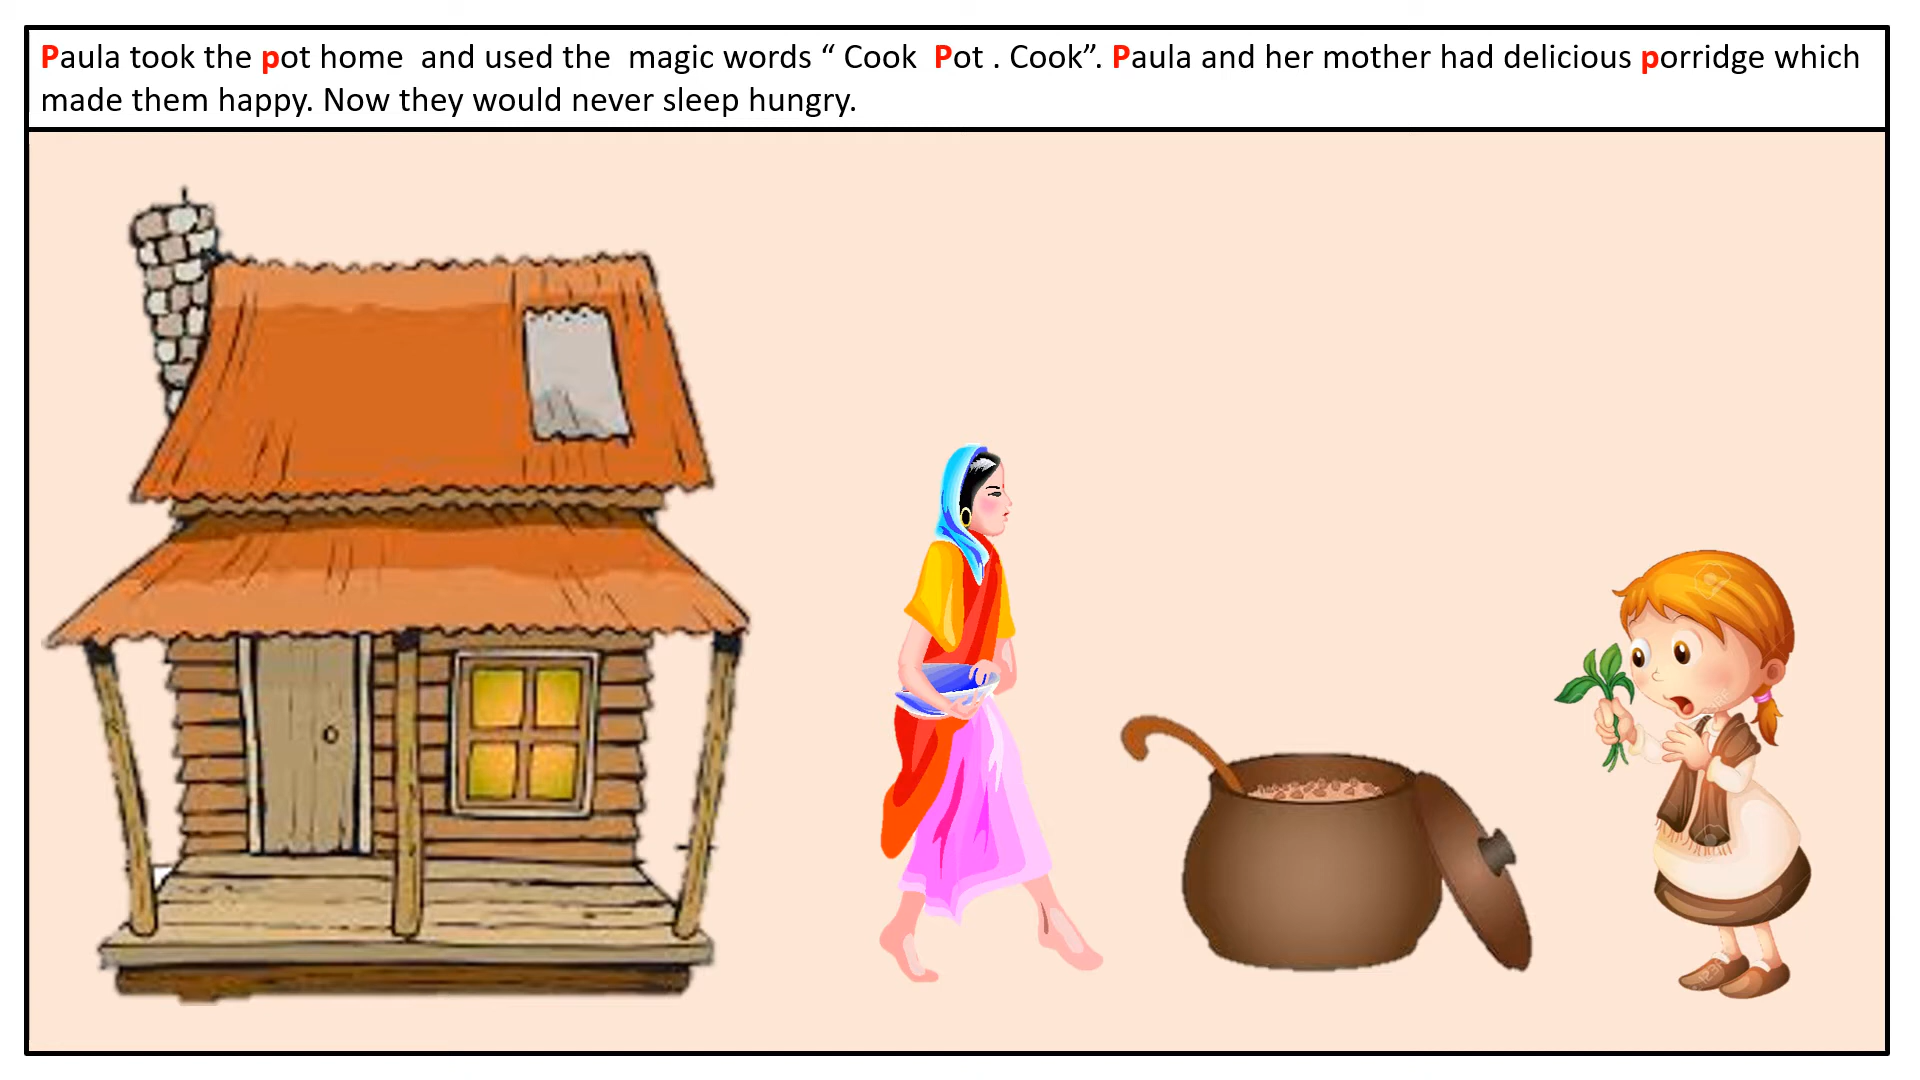 Paula took the pot home  and used the  magic words “ Cook  Pot . Cook”. Paula and her mother had delicious porridge which
made them happy. Now they would never sleep hungry.